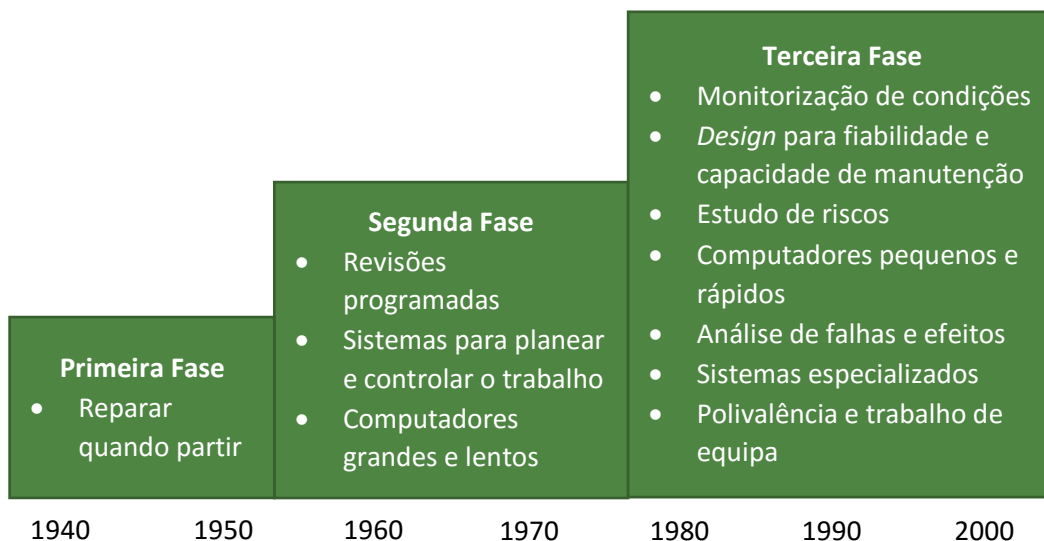 Primeira Fase
• Reparar
quando partir
Segunda Fase
• Revisões
programadas
• Sistemas para planear
e controlar o trabalho
• Computadores
grandes e lentos
Terceira Fase
• Monitorização de condições
• Design para fiabilidade e
capacidade de manutenção
• Estudo de riscos
• Computadores pequenos e
rápidos
• Análise de falhas e efeitos
• Sistemas especializados
• Polivalência e trabalho de
equipa
1940 1950 1960 1970 1980 1990 2000